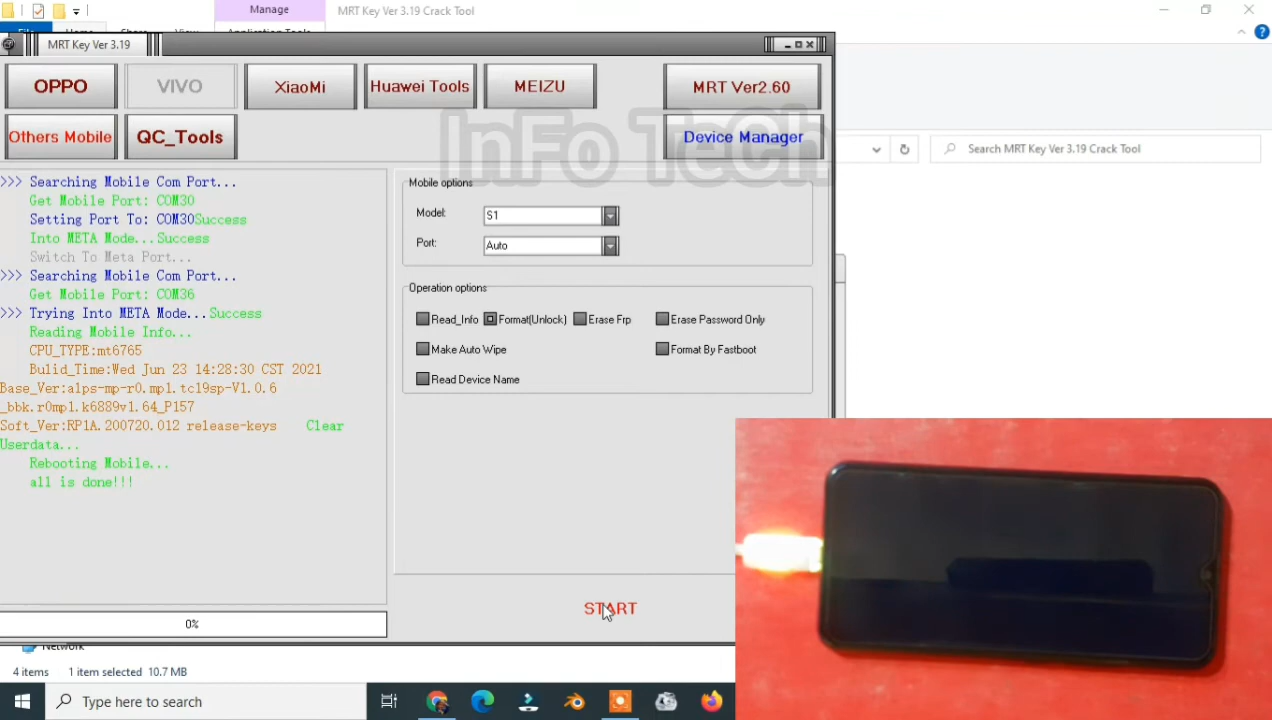 Manage
MRT Key Ver 3.19 Crack Tool
MRT Key Ver 3.19
OPPO
VIVO
XiaoMi
Huawei Tools
MEIZU
MRT Ver2.60
Others Mobile
QC_Tools
Device Manager
InFo TeCh
Search MRT Key Ver 3.19 Crack Tool
>>> Searching Mobile Com Port...
Get Mobile Port: COM30
Setting Port To: COM30Success
Into META Mode...Success
Switch To Meta Port...
>>> Searching Mobile Com Port...
Get Mobile Port: COM36
>>> Trying Into META Mode...Success
Reading Mobile Info...
CPU_TYPE:mt6765
Bulid_Time:Wed Jun 23 14:28:30 CST 2021
Base_Ver:alps-mp-r0.mp1.tc19sp-V1.0.6
_bbk.r0mp1.k6889v1.64_P157
Soft_Ver:RP1A.200720.012 release-keys Clear
Userdata...
Rebooting Mobile...
all is done!!!
Mobile options
Model: S1
Port: Auto
Operation options
Read_Info Format(Unlock) Erase Frp Erase Password Only
Make Auto Wipe Format By Fastboot
Read Device Name
START
0%
Network
4 items 1 item selected 10.7 MB
Type here to search